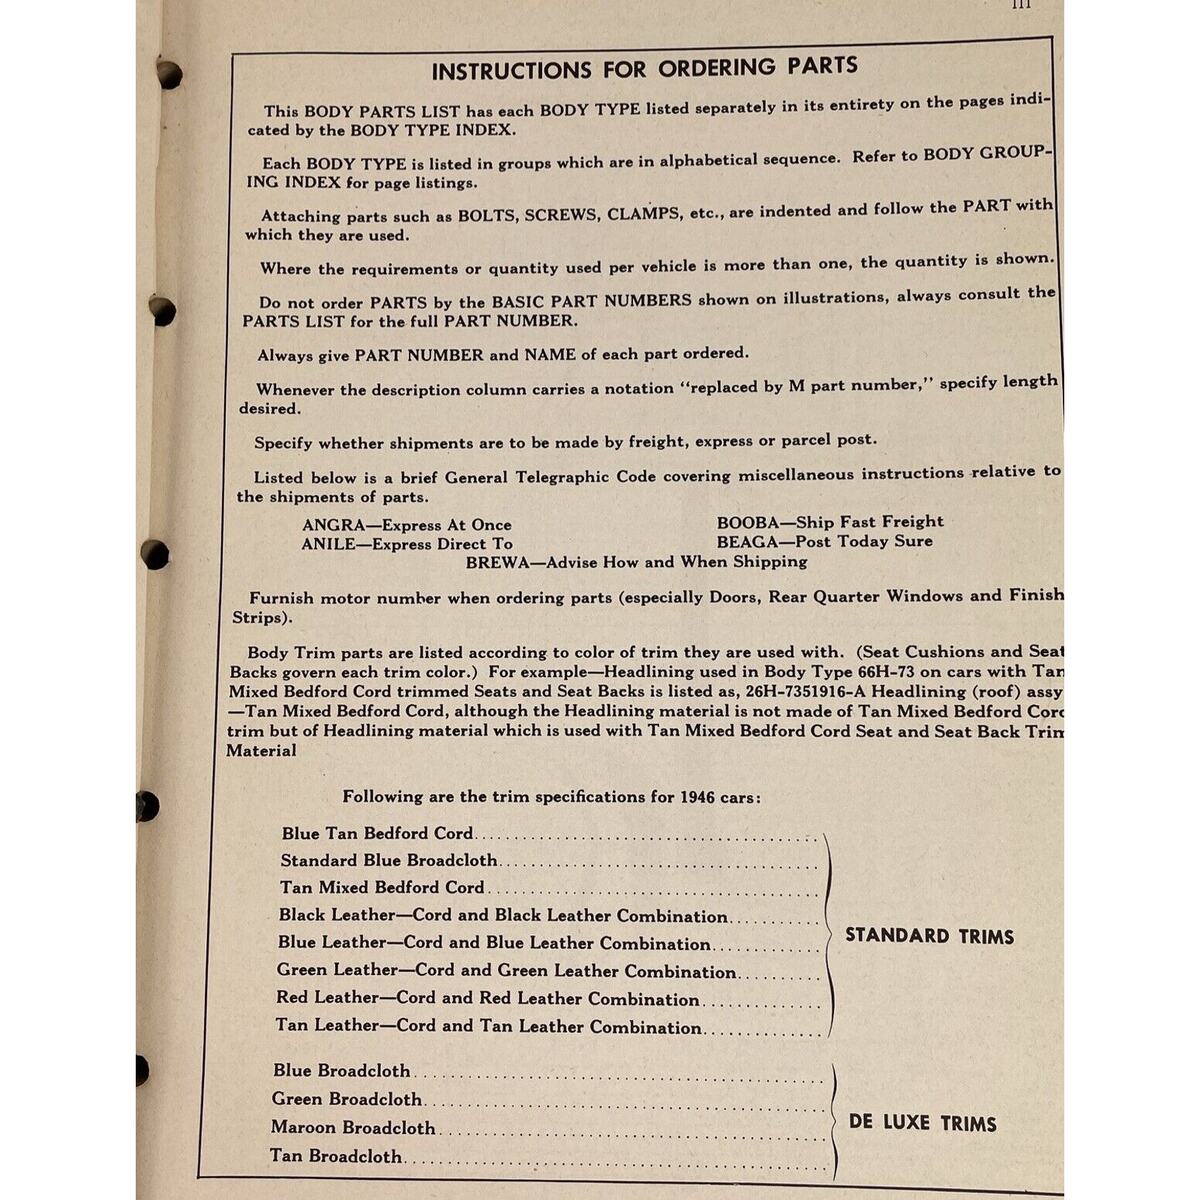 III
INSTRUCTIONS FOR ORDERING PARTS
This BODY PARTS LIST has each BODY TYPE listed separately in its entirety on the pages indi-
cated by the BODY TYPE INDEX.
Each BODY TYPE is listed in groups which are in alphabetical sequence. Refer to BODY GROUP-
ING INDEX for page listings.
Attaching parts such as BOLTS, SCREWS, CLAMPS, etc., are indented and follow the PART with
which they are used.
Where the requirements or quantity used per vehicle is more than one, the quantity is shown.
Do not order PARTS by the BASIC PART NUMBERS shown on illustrations, always consult the
PARTS LIST for the full PART NUMBER.
Always give PART NUMBER and NAME of each part ordered.
Whenever the description column carries a notation “replaced by M part number,” specify length
desired.
Specify whether shipments are to be made by freight, express or parcel post.
Listed below is a brief General Telegraphic Code covering miscellaneous instructions relative to
the shipments of parts.
ANGRA—Express At Once BOOBA—Ship Fast Freight
ANILE—Express Direct To BEAGA—Post Today Sure
BREWA—Advise How and When Shipping
Furnish motor number when ordering parts (especially Doors, Rear Quarter Windows and Finish
Strips).
Body Trim parts are listed according to color of trim they are used with. (Seat Cushions and Seat
Backs govern each trim color.) For example—Headlining used in Body Type 66H-73 on cars with Tan
Mixed Bedford Cord trimmed Seats and Seat Backs is listed as, 26H-7351916-A Headlining (roof) assy
—Tan Mixed Bedford Cord, although the Headlining material is not made of Tan Mixed Bedford Cord
trim but of Headlining material which is used with Tan Mixed Bedford Cord Seat and Seat Back Trim
Material
Following are the trim specifications for 1946 cars:
Blue Tan Bedford Cord
Standard Blue Broadcloth
Tan Mixed Bedford Cord
Black Leather—Cord and Black Leather Combination
Blue Leather—Cord and Blue Leather Combination
Green Leather—Cord and Green Leather Combination
Red Leather—Cord and Red Leather Combination
Tan Leather—Cord and Tan Leather Combination
STANDARD TRIMS
Blue Broadcloth
Green Broadcloth
Maroon Broadcloth
Tan Broadcloth
DE LUXE TRIMS